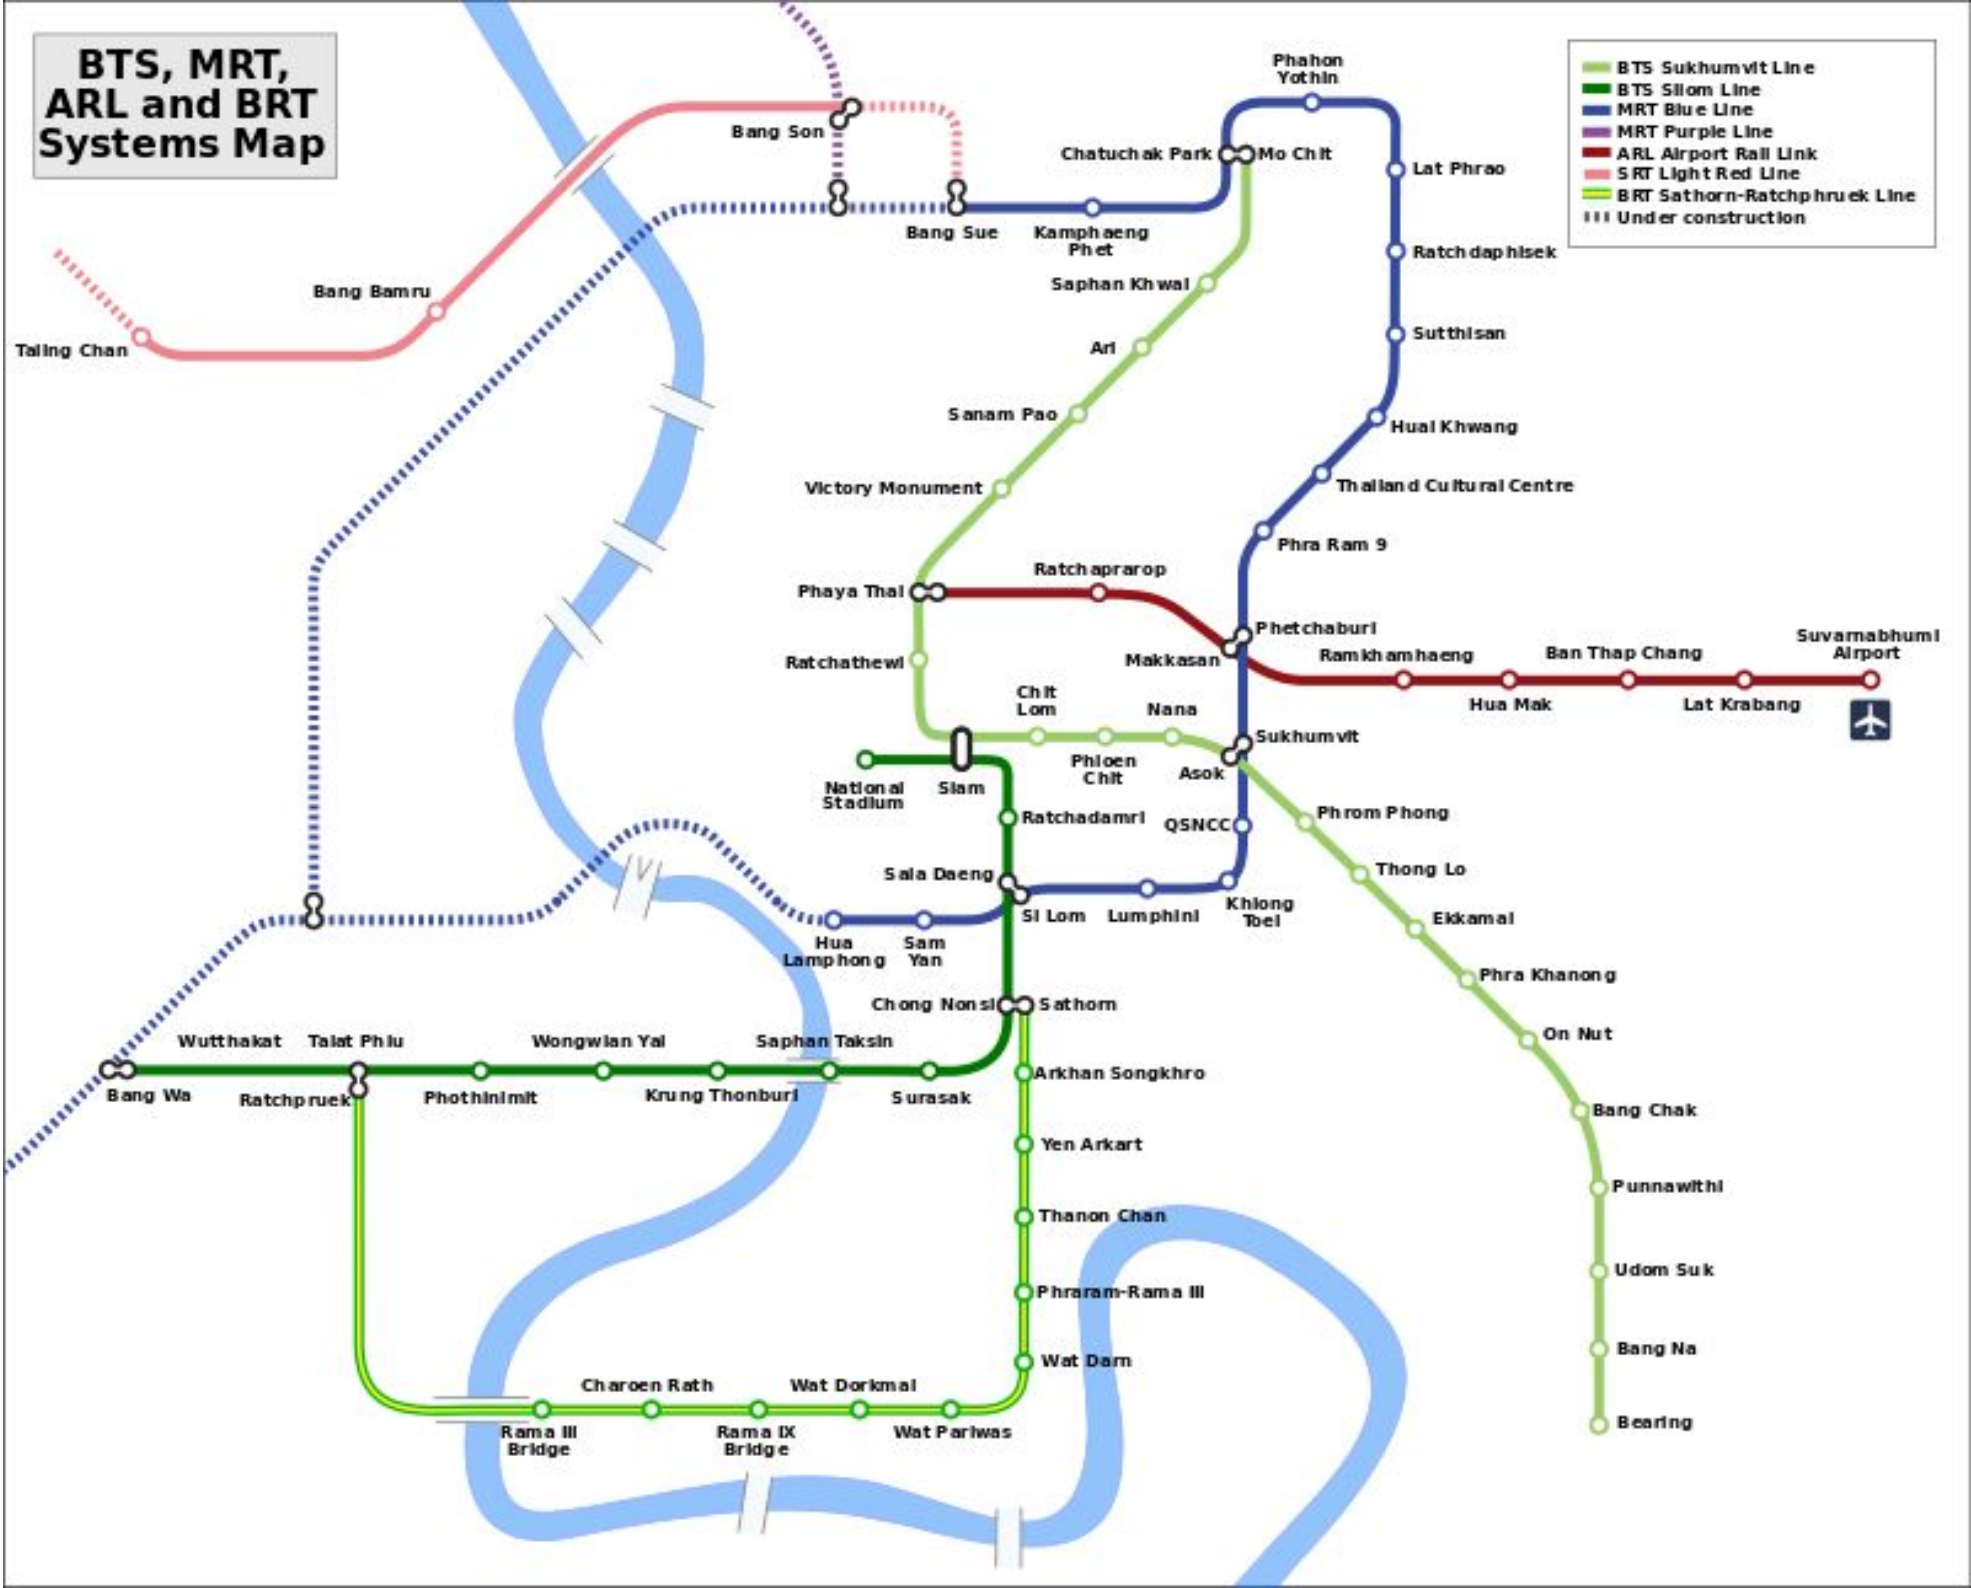 BTS, MRT,
ARL and BRT
Systems Map
BTS Sukhumvit Line
BTS Silom Line
MRT Blue Line
MRT Purple Line
ARL Airport Rail Link
SRT Light Red Line
BRT Sathorn-Ratchphruek Line
Under construction
Phahon
Yothin
Bang Son
Chatuchak Park
Mo Chit
Lat Phrao
Bang Sue
Kamphaeng
Phet
Ratchdaphisek
Saphan Khwai
Bang Bamru
Taling Chan
Ari
Sutthisan
Sanam Pao
Huai Khwang
Victory Monument
Thailand Cultural Centre
Phra Ram 9
Phaya Thai
Ratchaprarop
Phetchaburi
Makkasan
Ramkhamhaeng
Ban Thap Chang
Suvarnabhumi
Airport
Ratchathewi
Hua Mak
Lat Krabang
Chit
Lom
Nana
Sukhumvit
Phloen
Chit
Asok
National
Stadium
Siam
Ratchadamri
QSNCC
Phrom Phong
Sala Daeng
Thong Lo
Si Lom
Lumphini
Khlong
Toei
Ekkamai
Hua
Lamphong
Sam
Yan
Phra Khanong
Chong Nonsi
Sathorn
On Nut
Wutthakat
Talat Phlu
Wongwian Yai
Saphan Taksin
Bang Wa
Ratchpruek
Phothinimit
Krung Thonburi
Surasak
Arkhan Songkhro
Bang Chak
Yen Arkart
Punnawithi
Thanon Chan
Udom Suk
Phraram-Rama III
Bang Na
Wat Darn
Charoen Rath
Wat Dorkmai
Bearing
Rama III
Bridge
Rama IX
Bridge
Wat Pariwas